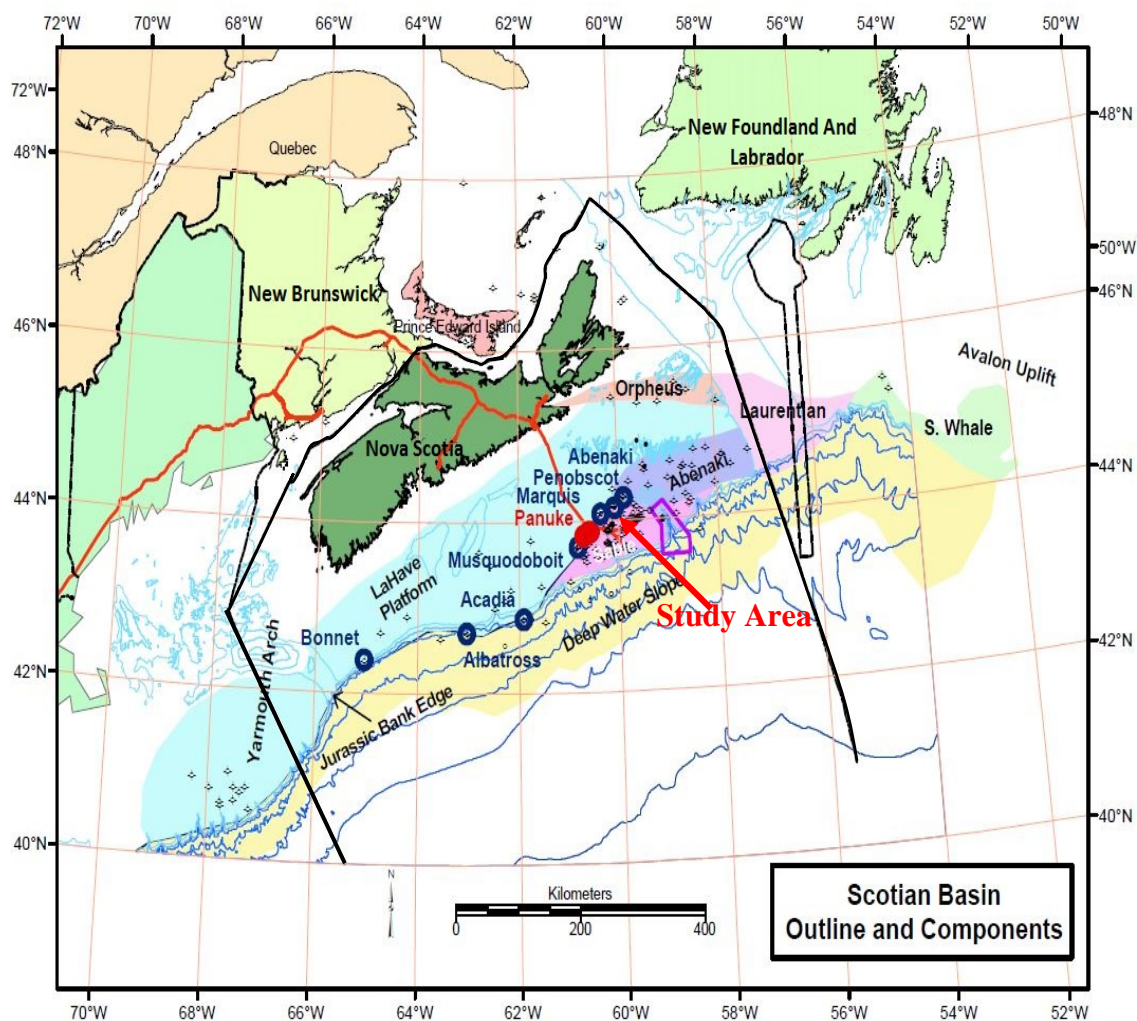 72°W 70°W 68°W 66°W 64°W 62°W 60°W 58°W 56°W 54°W 52°W 50°W
72°W
48°N
46°N
44°N
42°N
40°N
48°N
50°W
46°N
44°N
42°N
40°N
Quebec
New Foundland And
Labrador
New Brunswick
Prince Edward Island
Avalon Uplift
Orpheus
Laurentian
S. Whale
Nova Scotia
Abenaki
Penobscot
Abenaki
Marquis
Panuke
Musquodoboit
LaHave
Platform
Acadia
Study Area
Deep Water Slope
Bonnet
Albatross
Yarmouth Arch
Jurassic Bank Edge
N
Kilometers
0 200 400
Scotian Basin
Outline and Components
70°W 68°W 66°W 64°W 62°W 60°W 58°W 56°W 54°W 52°W